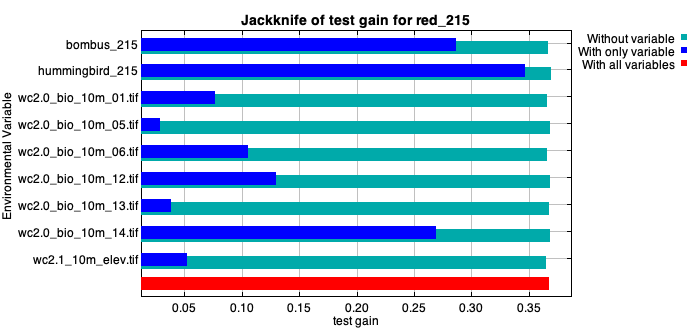 Jackknife of test gain for red_215
Without variable
With only variable
With all variables
Environmental Variable
bombus_215
hummingbird_215
wc2.0_bio_10m_01.tif
wc2.0_bio_10m_05.tif
wc2.0_bio_10m_06.tif
wc2.0_bio_10m_12.tif
wc2.0_bio_10m_13.tif
wc2.0_bio_10m_14.tif
wc2.1_10m_elev.tif
0.05 0.10 0.15 0.20 0.25 0.30 0.35
test gain